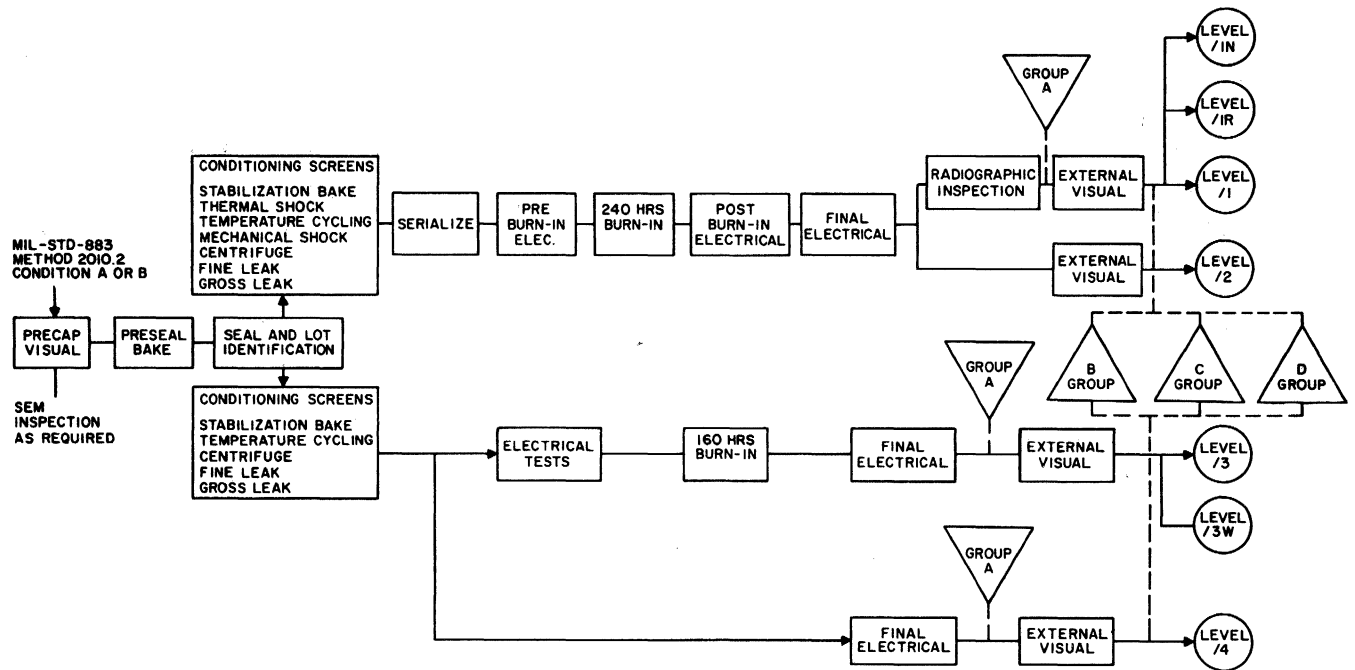 MIL-STD-883
METHOD 2010.2
CONDITION A OR B
PRECAP
VISUAL
SEM
INSPECTION
AS REQUIRED
PRESEAL
BAKE
SEAL AND LOT
IDENTIFICATION
CONDITIONING SCREENS
STABILIZATION BAKE
THERMAL SHOCK
TEMPERATURE CYCLING
MECHANICAL SHOCK
CENTRIFUGE
FINE LEAK
GROSS LEAK
SERIALIZE
PRE
BURN-IN
ELEC.
240 HRS
BURN-IN
POST
BURN-IN
ELECTRICAL
FINAL
ELECTRICAL
RADIOGRAPHIC
INSPECTION
GROUP
A
EXTERNAL
VISUAL
LEVEL
/1N
LEVEL
/1R
LEVEL
/1
EXTERNAL
VISUAL
LEVEL
/2
B
GROUP
C
GROUP
D
GROUP
CONDITIONING SCREENS
STABILIZATION BAKE
TEMPERATURE CYCLING
CENTRIFUGE
FINE LEAK
GROSS LEAK
ELECTRICAL
TESTS
160 HRS
BURN-IN
FINAL
ELECTRICAL
GROUP
A
EXTERNAL
VISUAL
LEVEL
/3
LEVEL
/3W
FINAL
ELECTRICAL
GROUP
A
EXTERNAL
VISUAL
LEVEL
/4